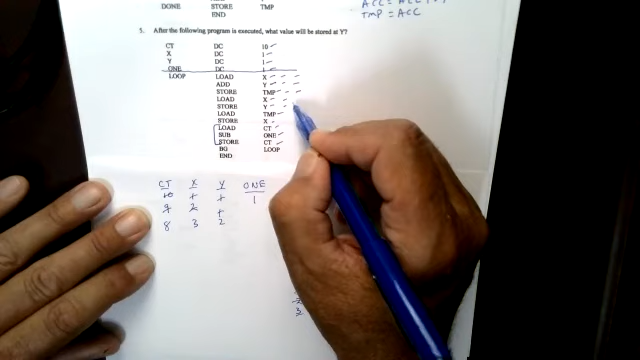 DONE STORE TMP
END
TMP = ACC
5. After the following program is executed, what value will be stored at Y?
CT DC 10
X DC 1
Y DC 1
ONE DC 1
LOOP LOAD X
ADD Y
STORE TMP
LOAD X
STORE Y
LOAD TMP
STORE X
LOAD CT
SUB ONE
STORE CT
BG LOOP
END
CT X Y ONE
10 1 1 1
9 2 1
8 3 2
3